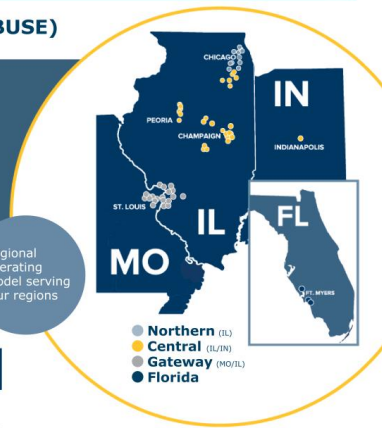 BUSE)
CHICAGO
IN
PEORIA
CHAMPAIGN
INDIANAPOLIS
ST. LOUIS
IL
FL
MO
FT. MYERS
egional
erating
odel serving
ur regions
Northern (IL)
Central (IL/IN)
Gateway (MO/IL)
Florida